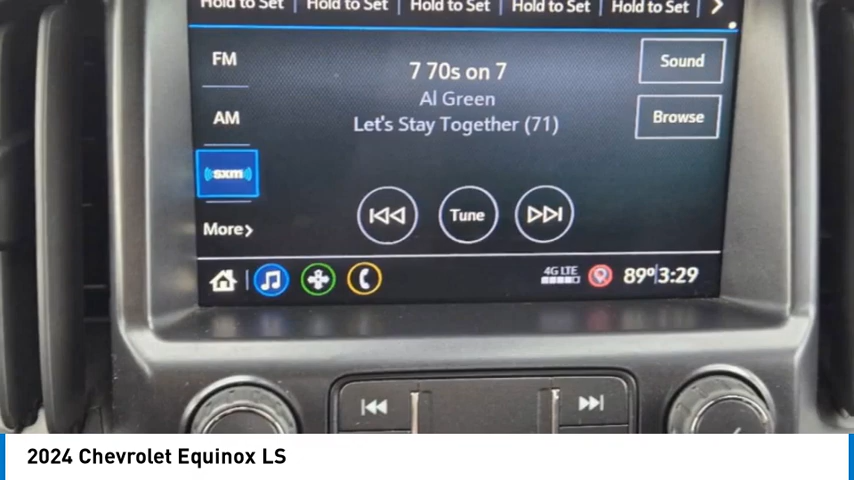 Hold to Set Hold to Set Hold to Set Hold to Set Hold to Set
FM
7 70s on 7
Sound
Al Green
AM
Let's Stay Together (71)
Browse
sxm
More
Tune
4G LTE
89° 3:29
2024 Chevrolet Equinox LS